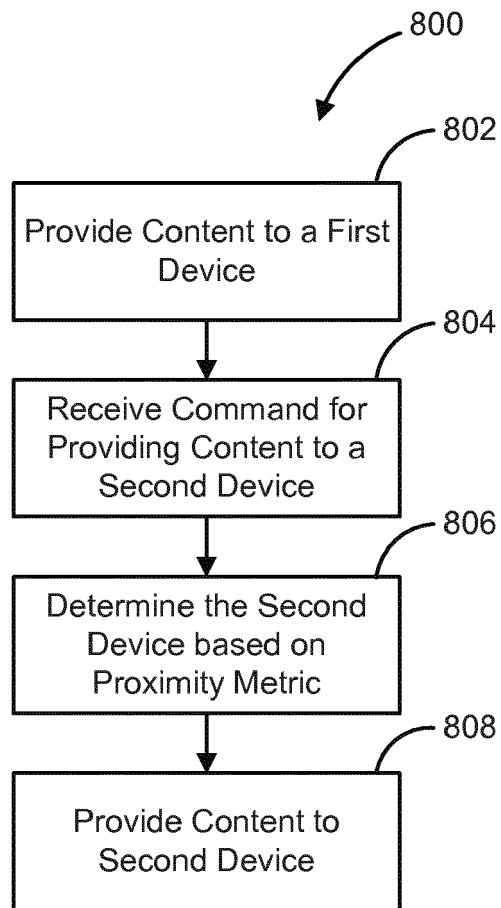 800
802
Provide Content to a First
Device
804
Receive Command for
Providing Content to a
Second Device
806
Determine the Second
Device based on
Proximity Metric
808
Provide Content to
Second Device